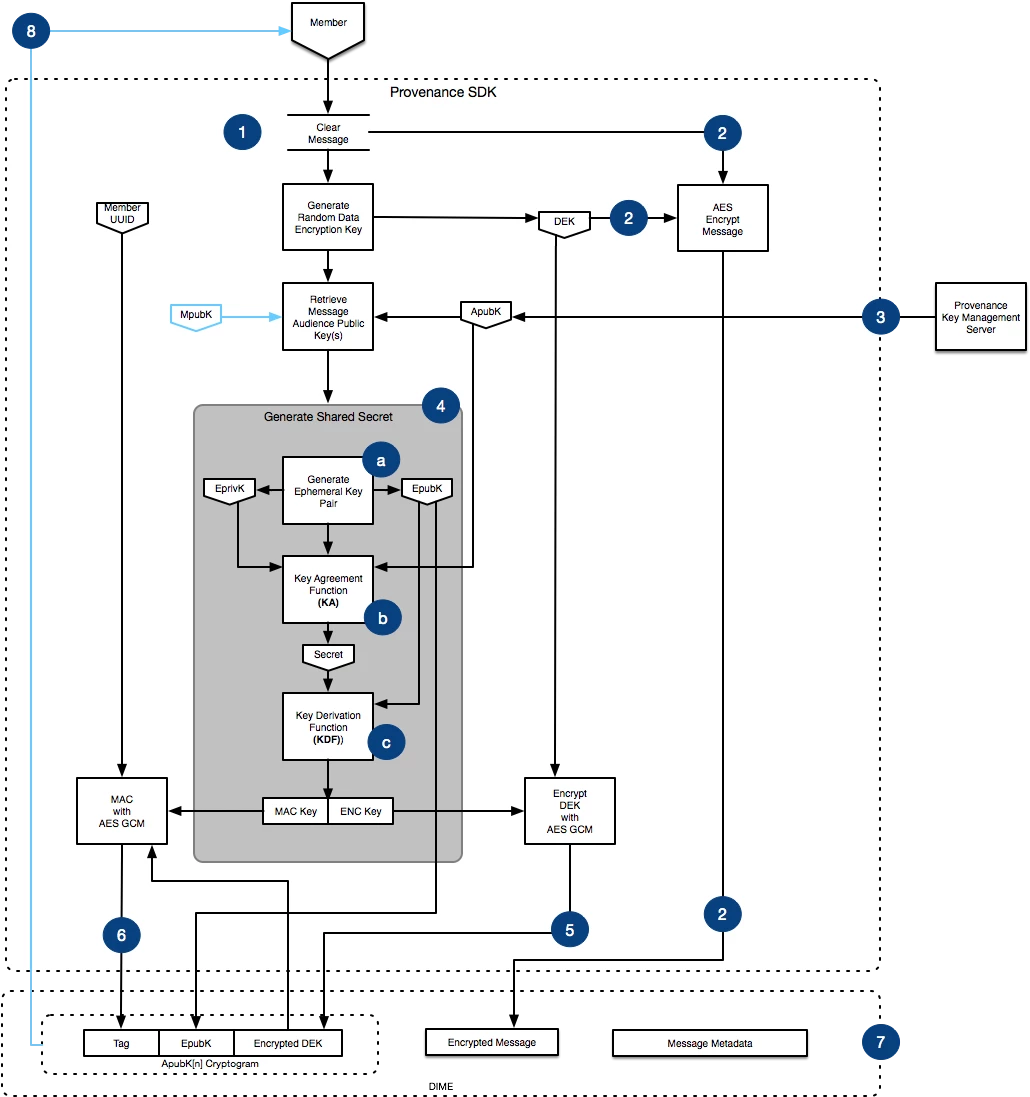 8
Member
Provenance SDK
1
Clear
Message
2
Member
UUID
Generate
Random Data
Encryption Key
DEK
2
AES
Encrypt
Message
MpubK
Retrieve
Message
Audience Public
Key(s)
ApubK
3
Provenance
Key Management
Server
4
Generate Shared Secret
a
EprivK
Generate
Ephemeral Key
Pair
EpubK
Key Agreement
Function
(KA)
b
Secret
Key Derivation
Function
(KDF))
c
MAC
with
AES GCM
MAC Key
ENC Key
Encrypt
DEK
with
AES GCM
6
5
2
Tag
EpubK
Encrypted DEK
ApubK[n] Cryptogram
Encrypted Message
Message Metadata
7
DIME